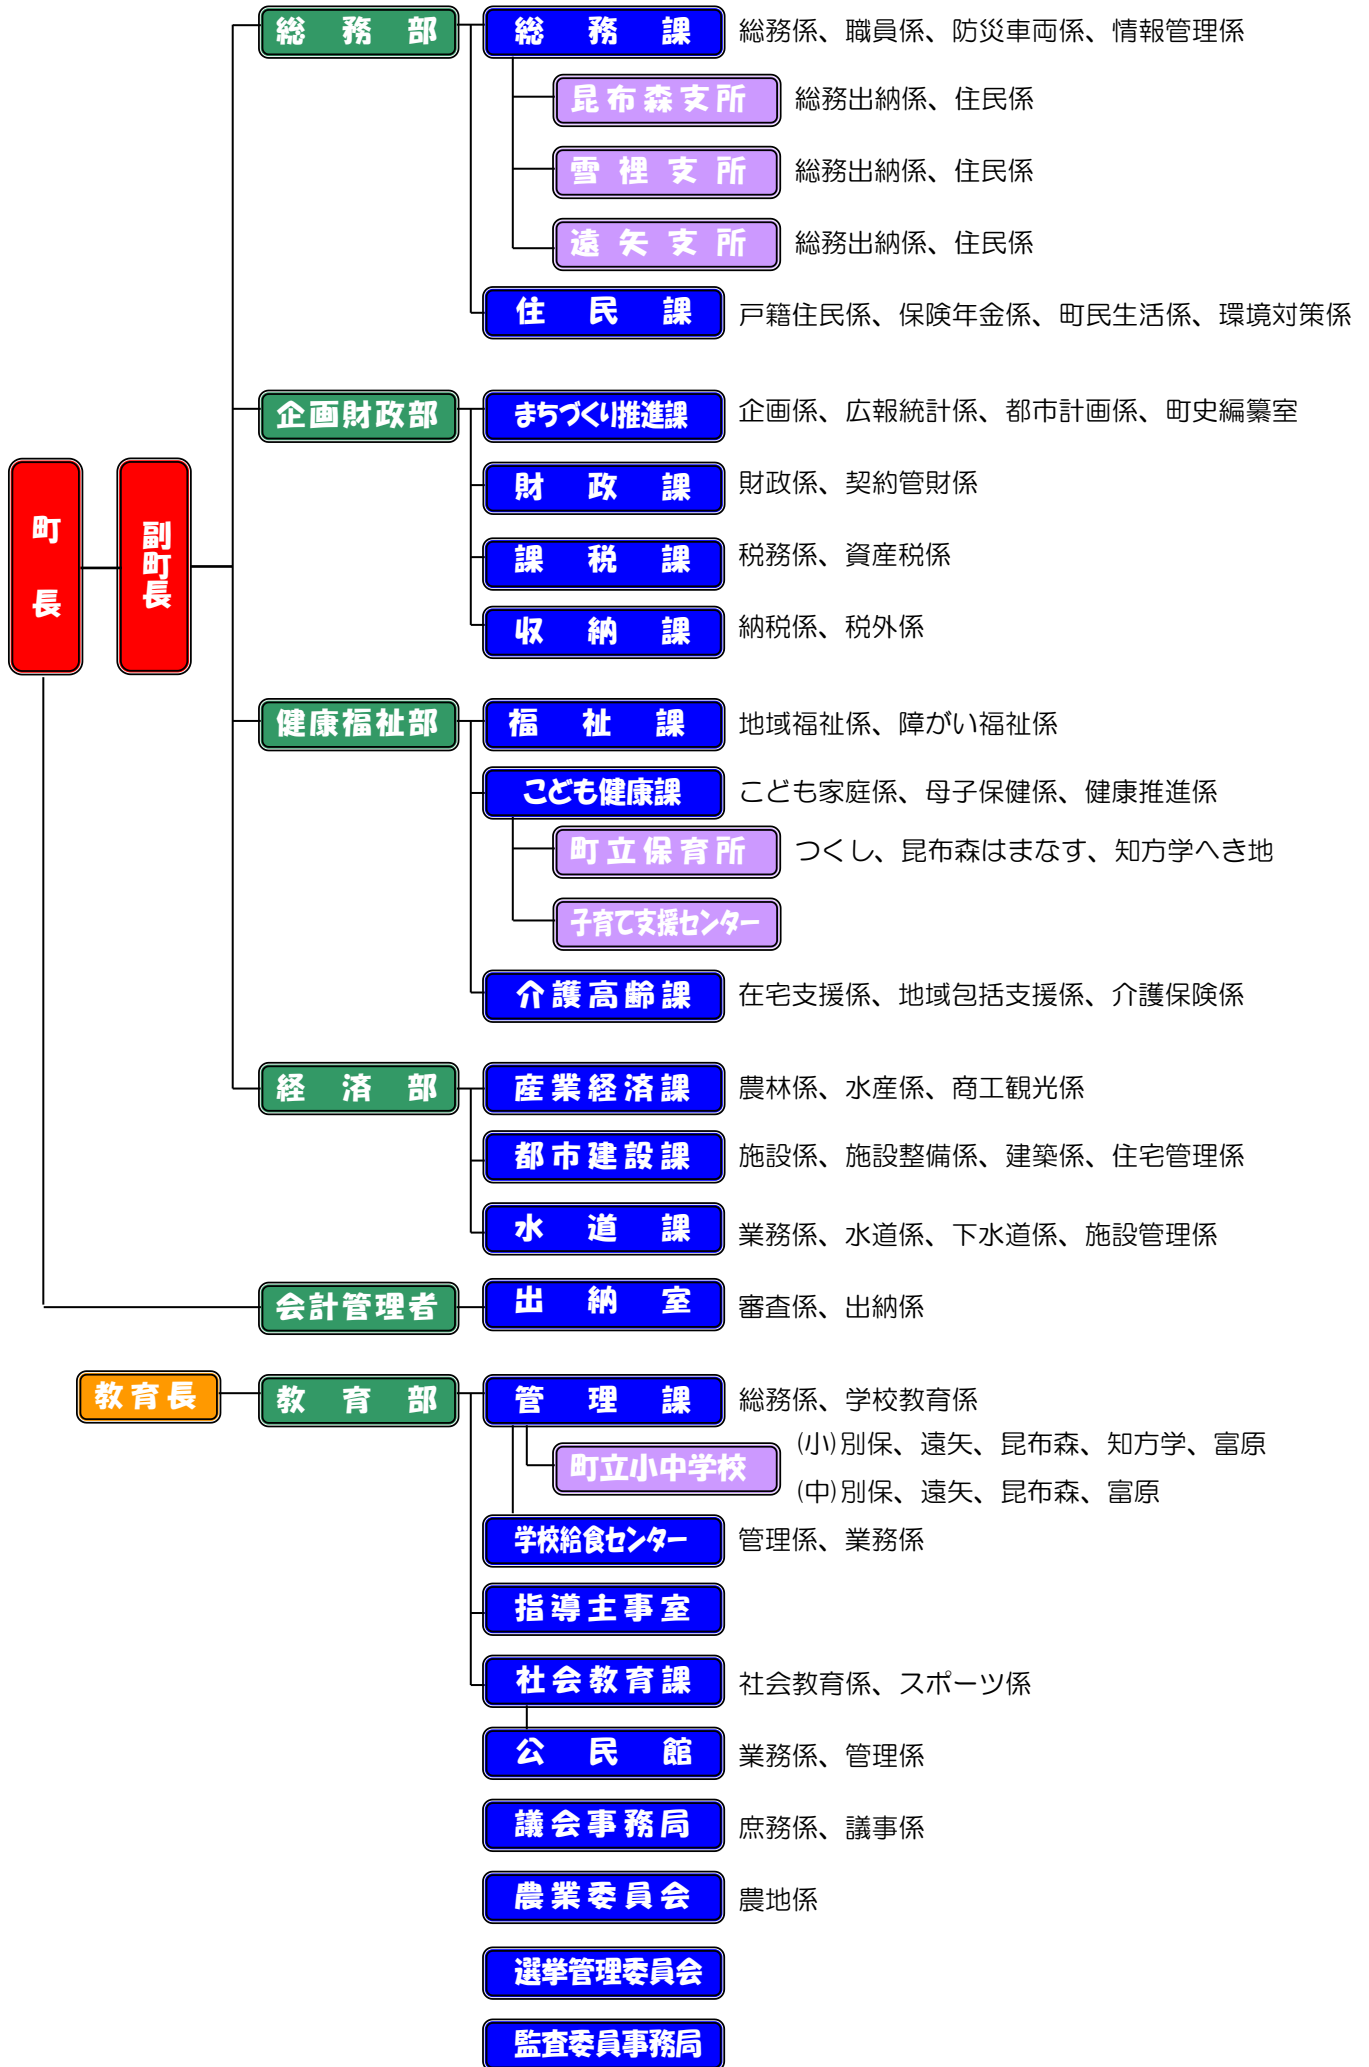 総務部 総務課 総務係、職員係、防災車両係、情報管理係
昆布森支所 総務出納係、住民係
雪裡支所 総務出納係、住民係
遠矢支所 総務出納係、住民係
住民課 戸籍住民係、保険年金係、町民生活係、環境対策係
企画財政部 まちづくり推進課 企画係、広報統計係、都市計画係、町史編纂室
町長
副町長
財政課 財政係、契約管財係
課税課 税務係、資産税係
収納課 納税係、税外係
健康福祉部 福祉課 地域福祉係、障がい福祉係
こども健康課 こども家庭係、母子保健係、健康推進係
町立保育所 つくし、昆布森はまなす、知方学へき地
子育て支援センター
介護高齢課 在宅支援係、地域包括支援係、介護保険係
経済部 産業経済課 農林係、水産係、商工観光係
都市建設課 施設係、施設整備係、建築係、住宅管理係
水道課 業務係、水道係、下水道係、施設管理係
会計管理者 出納室 審査係、出納係
教育長 教育部 管理課 総務係、学校教育係
町立小中学校 (小)別保、遠矢、昆布森、知方学、富原
(中)別保、遠矢、昆布森、富原
学校給食センター 管理係、業務係
指導主事室
社会教育課 社会教育係、スポーツ係
公民館 業務係、管理係
議会事務局 庶務係、議事係
農業委員会 農地係
選挙管理委員会
監査委員事務局